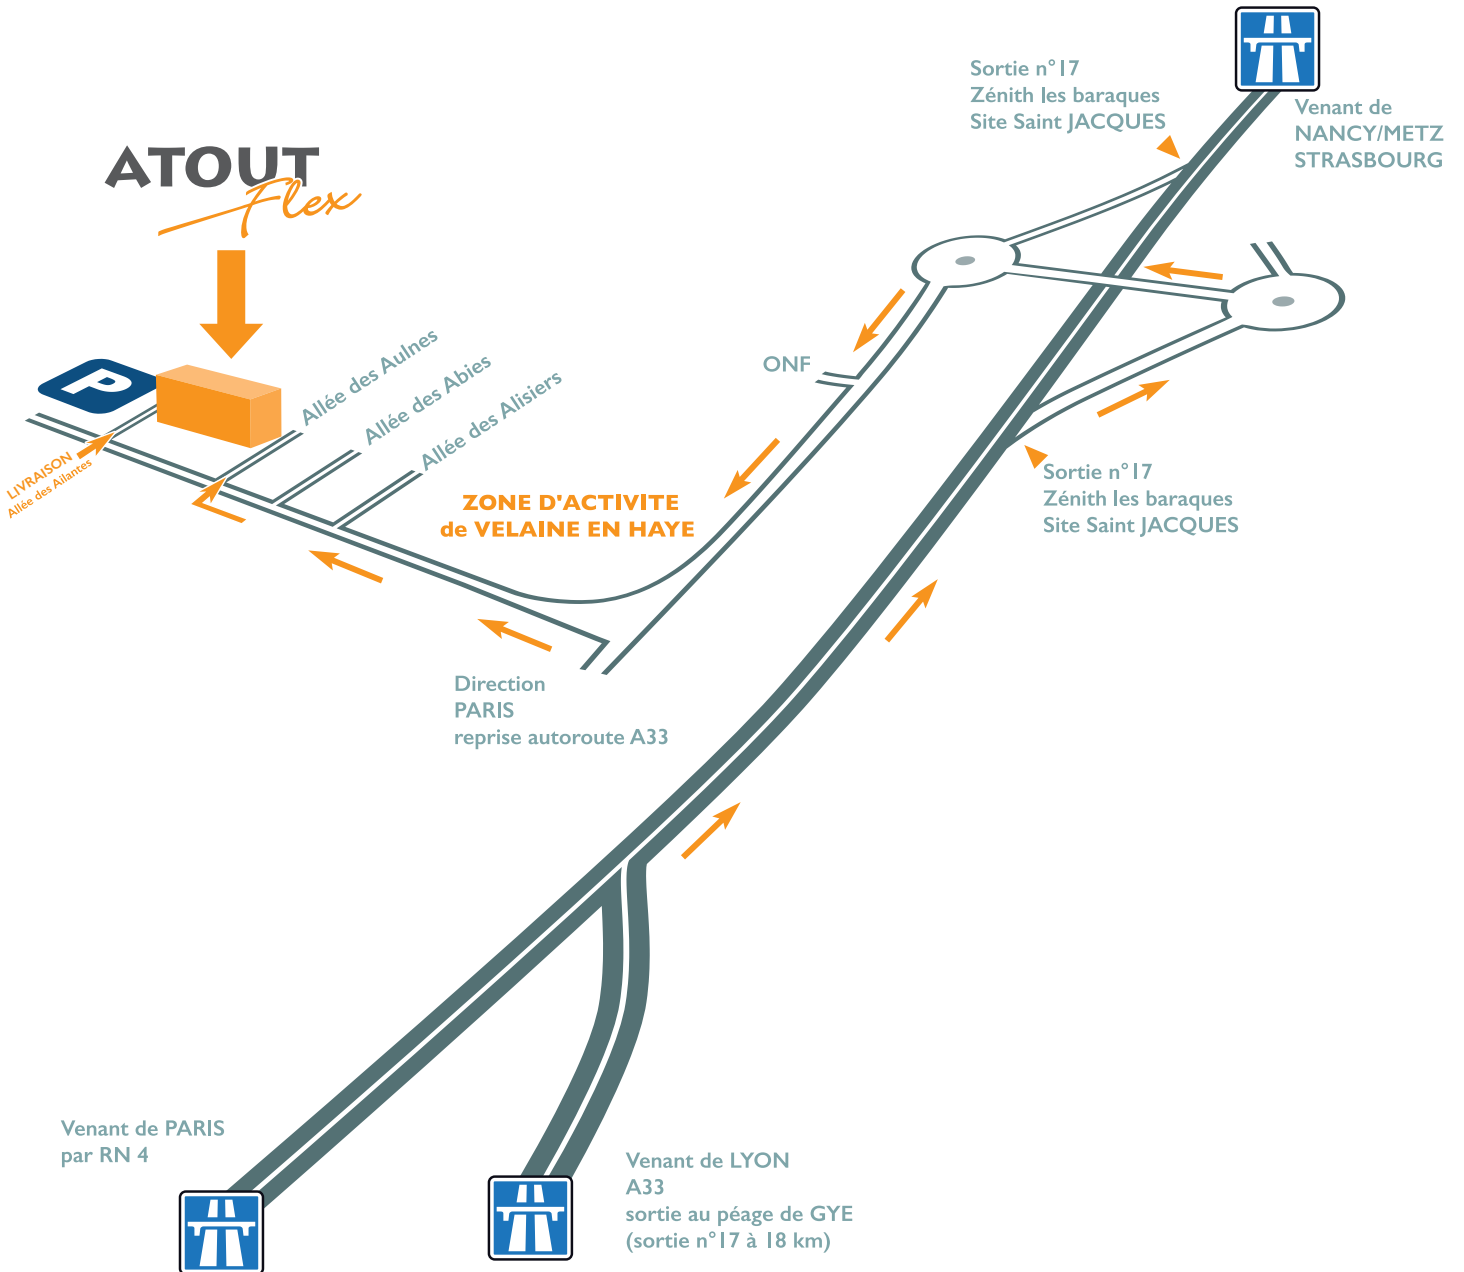 Sortie n°17
Zénith les baraques
Site Saint JACQUES
Venant de
NANCY/METZ
STRASBOURG
ATOUT
Flex
Allée des Aulnes
Allée des Abies
Allée des Alisiers
ONF
P
LIVRAISON
Allée des Ailantes
ZONE D'ACTIVITE
de VELAINE EN HAYE
Sortie n°17
Zénith les baraques
Site Saint JACQUES
Direction
PARIS
reprise autoroute A33
Venant de PARIS
par RN 4
Venant de LYON
A33
sortie au péage de GYE
(sortie n°17 à 18 km)